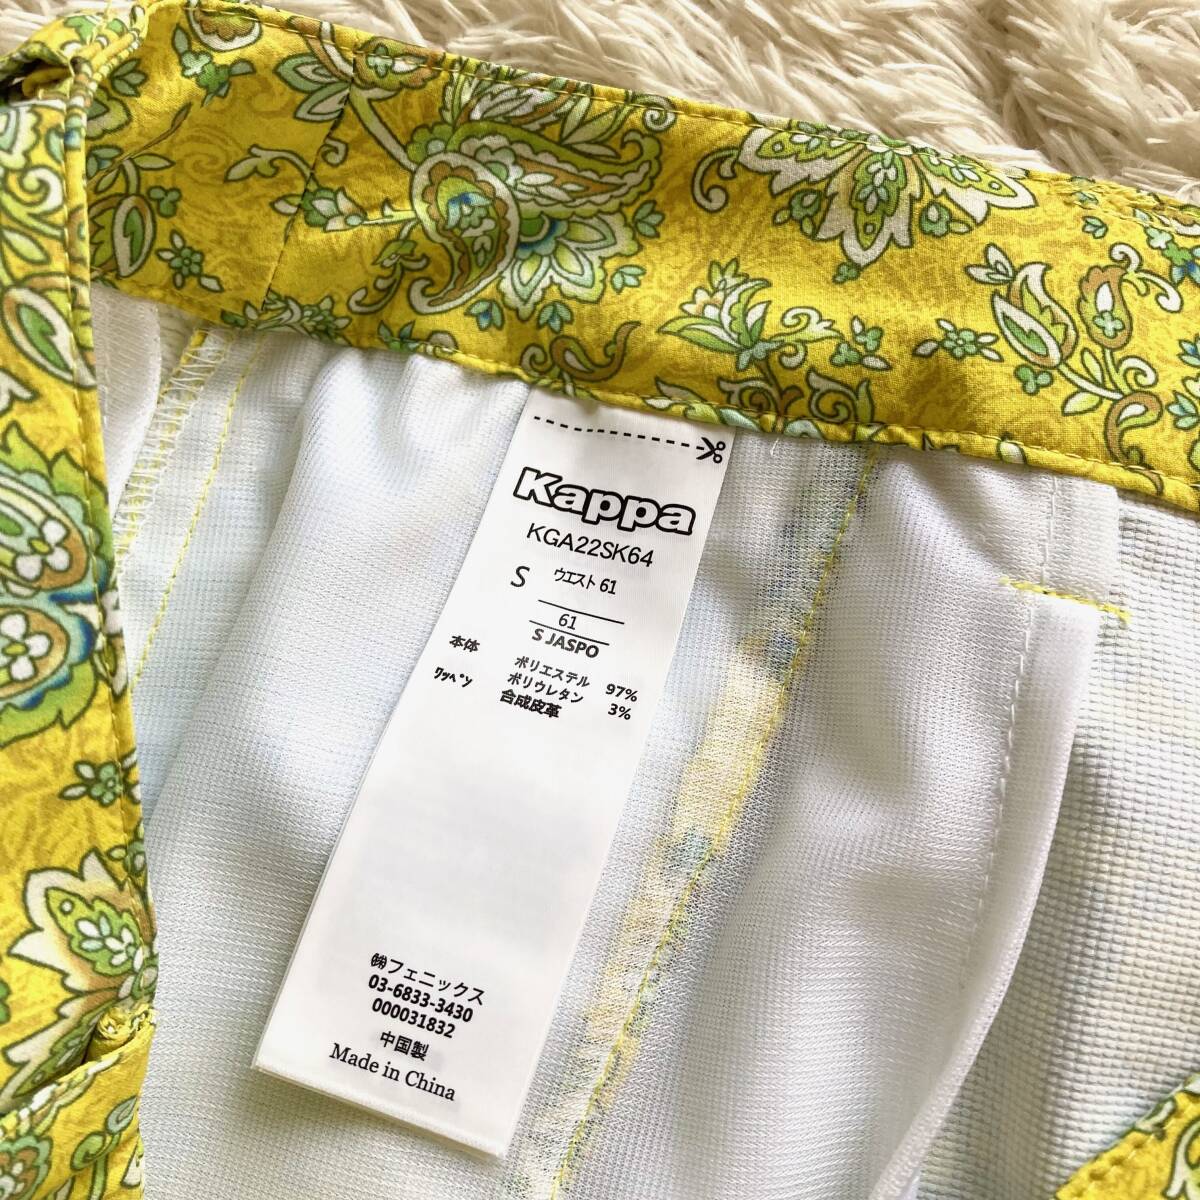 Kappa
KGA22SK64
S ウエスト 61
61
S JASPO
本体 ポリエステル 97%
ポリウレタン 3%
ワッペン 合成皮革
㈱フェニックス
03-6833-3430
000031832
中国製
Made in China